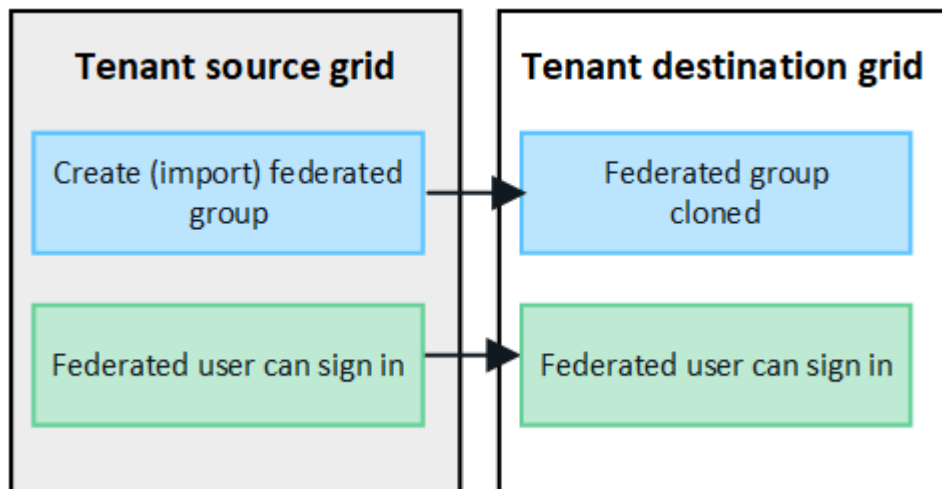 Tenant source grid
Create (import) federated
group
Federated user can sign in
Tenant destination grid
Federated group
cloned
Federated user can sign in